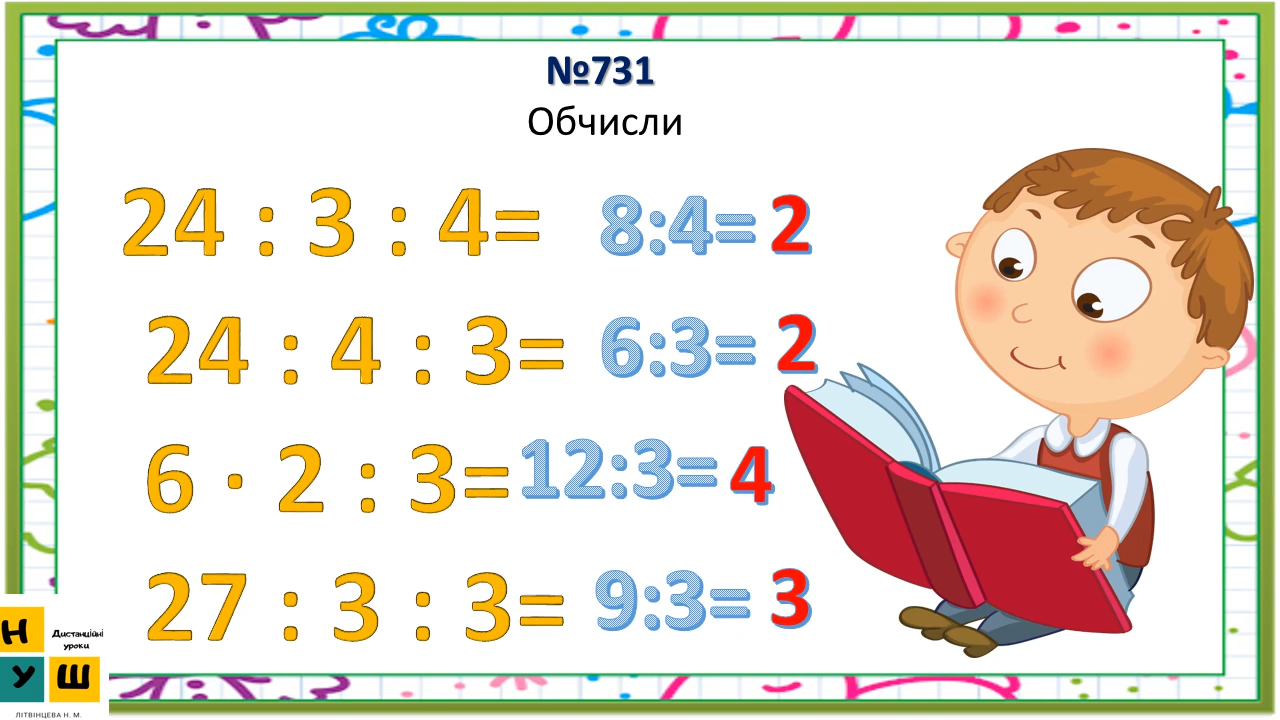 №731
Обчисли
24 : 3 : 4= 8:4= 2
24 : 4 : 3= 6:3= 2
6 · 2 : 3= 12:3= 4
27 : 3 : 3= 9:3= 3
Н
Дистанційні
уроки
У Ш
ЛІТВІНЦЕВА Н. М.